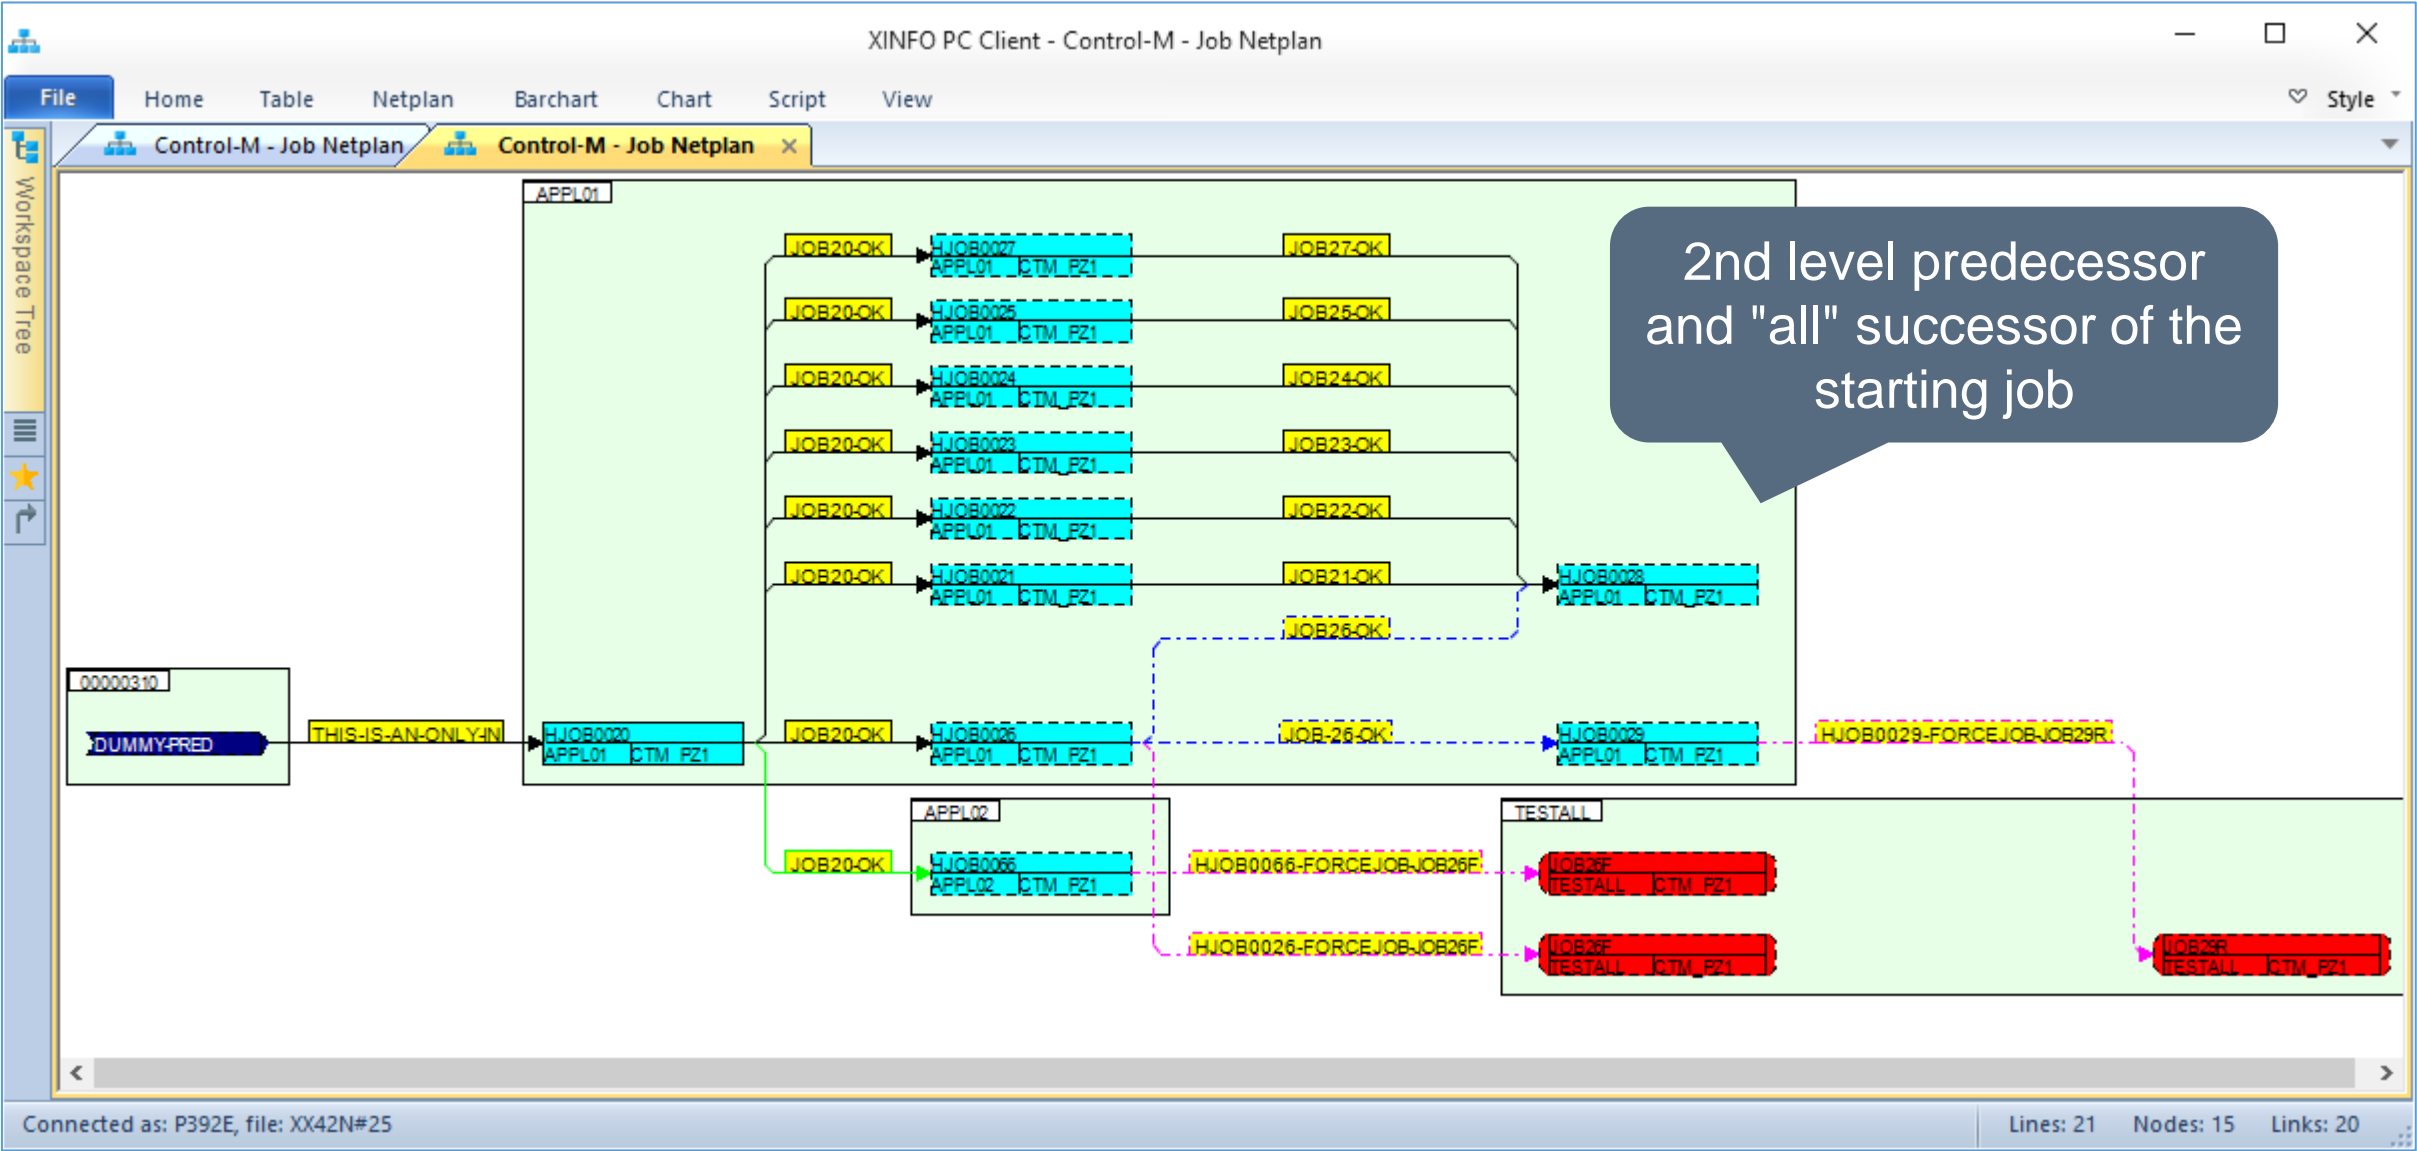 XINFO PC Client - Control-M - Job Netplan
File Home Table Netplan Barchart Chart Script View Style
Control-M - Job Netplan Control-M - Job Netplan
Workspace Tree
APPL01
2nd level predecessor
and "all" successor of the
starting job
JOB20-OK HJOB0027 JOB27-OK
APPL01 CTM_PZ1
JOB20-OK HJOB0025 JOB25-OK
APPL01 CTM_PZ1
JOB20-OK HJOB0024 JOB24-OK
APPL01 CTM_PZ1
JOB20-OK HJOB0023 JOB23-OK
APPL01 CTM_PZ1
JOB20-OK HJOB0022 JOB22-OK
APPL01 CTM_PZ1
JOB20-OK HJOB0021 JOB21-OK HJOB0028
APPL01 CTM_PZ1 APPL01 CTM_PZ1
JOB26-OK
00000310
DUMMY-PRED THIS-IS-AN-ONLY-IN HJOB0020 JOB20-OK HJOB0026 JOB-26-OK HJOB0029 HJOB0029-FORCEJOB-JOB29R
APPL01 CTM_PZ1 APPL01 CTM_PZ1 APPL01 CTM_PZ1
APPL02 TESTALL
JOB20-OK HJOB0066 HJOB0066-FORCEJOB-JOB26F JOB26F
APPL02 CTM_PZ1 TESTALL CTM_PZ1
HJOB0026-FORCEJOB-JOB26F JOB26F JOB29R
TESTALL CTM_PZ1 TESTALL CTM_PZ1
Connected as: P392E, file: XX42N#25 Lines: 21 Nodes: 15 Links: 20